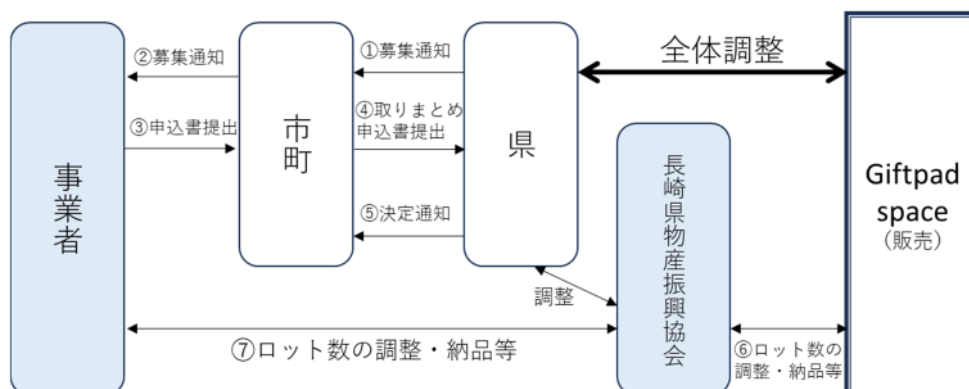 ②募集通知
①募集通知
全体調整
③申込書提出
④取りまとめ
申込書提出
事業者
市町
県
長崎県物産振興協会
Giftpad
space
（販売）
⑤決定通知
調整
⑦ロット数の調整・納品等
⑥ロット数の
調整・納品等